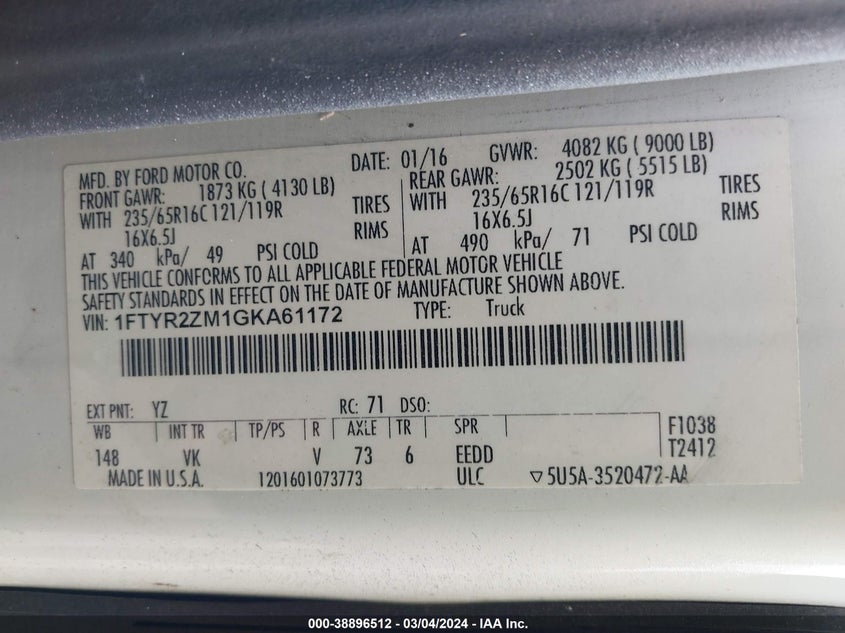 MFD. BY FORD MOTOR CO. DATE: 01/16 GVWR: 4082 KG ( 9000 LB)
FRONT GAWR: 1873 KG ( 4130 LB) REAR GAWR: 2502 KG ( 5515 LB)
WITH 235/65R16C 121/119R TIRES WITH 235/65R16C 121/119R TIRES
16X6.5J RIMS 16X6.5J RIMS
AT 340 kPa/ 49 PSI COLD AT 490 kPa/ 71 PSI COLD
THIS VEHICLE CONFORMS TO ALL APPLICABLE FEDERAL MOTOR VEHICLE
SAFETY STANDARDS IN EFFECT ON THE DATE OF MANUFACTURE SHOWN ABOVE.
VIN: 1FTYR2ZM1GKA61172 TYPE: Truck
EXT PNT: YZ RC: 71 DSO:
WB INT TR TP/PS R AXLE TR SPR F1038
148 VK V 73 6 EEDD T2412
MADE IN U.S.A. 1201601073773 ULC ▽5U5A-3520472-AA
000-38896512 - 03/04/2024 - IAA Inc.